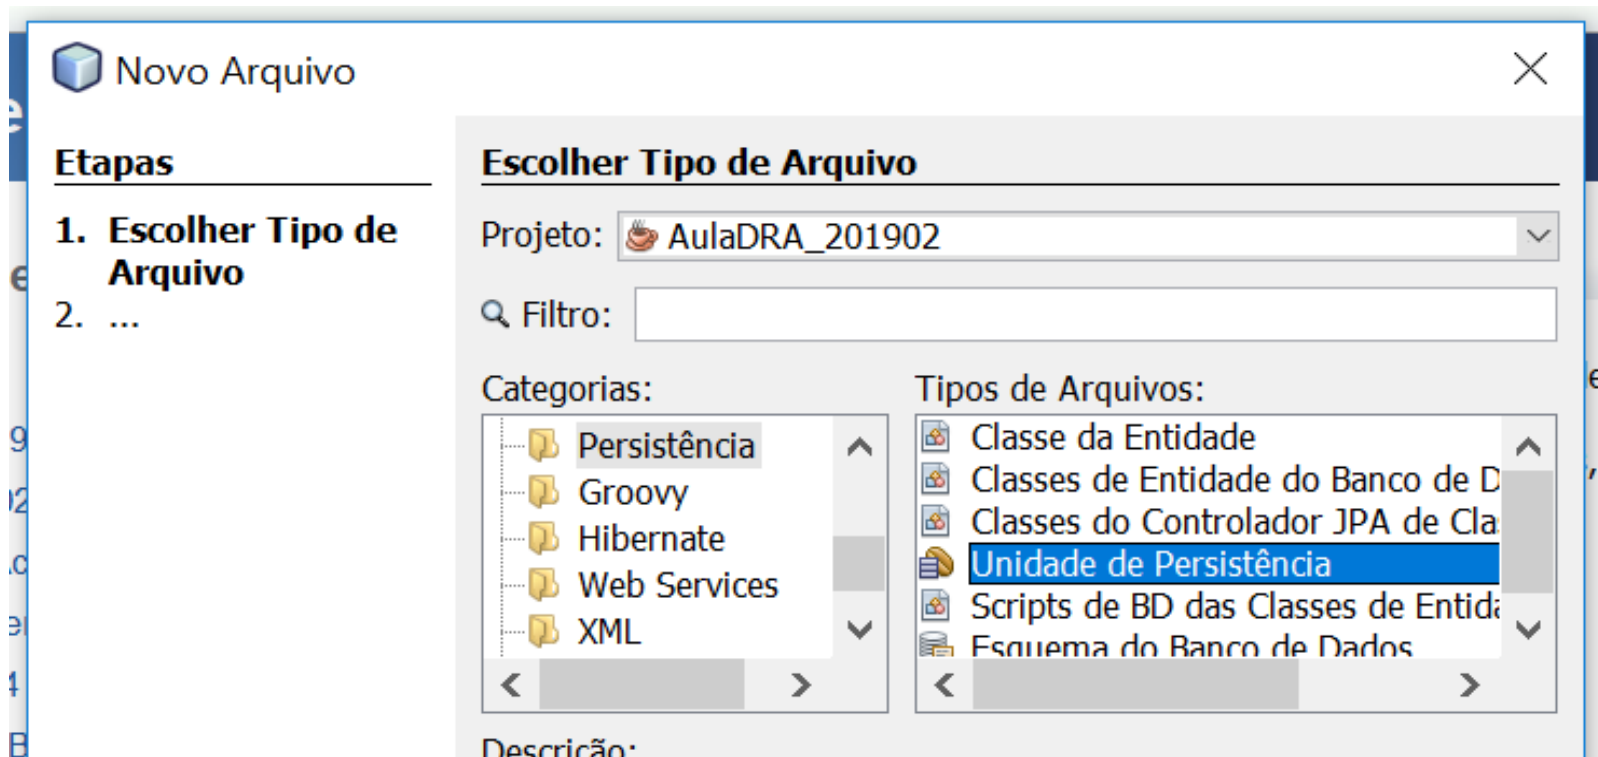 Novo Arquivo
Etapas
1. Escolher Tipo de
Arquivo
2. ...
Escolher Tipo de Arquivo
Projeto: AulaDRA_201902
Filtro:
Categorias:
Persistência
Groovy
Hibernate
Web Services
XML
Tipos de Arquivos:
Classe da Entidade
Classes de Entidade do Banco de D
Classes do Controlador JPA de Cla
Unidade de Persistência
Scripts de BD das Classes de Entida
Esquema do Banco de Dados
Descrição: